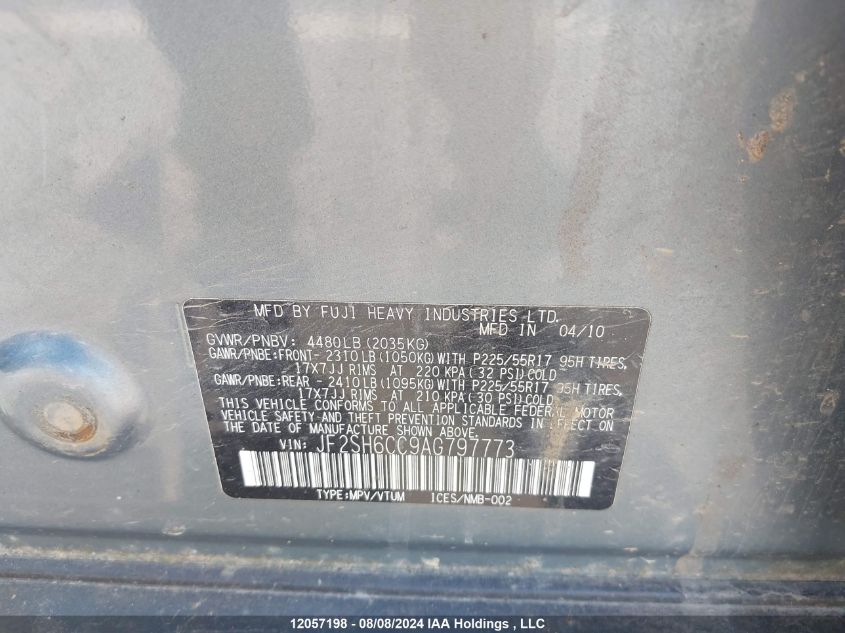 MFD BY FUJI HEAVY INDUSTRIES LTD.
MFD IN 04/10
GVWR/PNBV: 4480LB (2035KG)
GAWR/PNBE:FRONT- 2310LB (1050KG) WITH P225/55R17 95H TIRES,
17X7JJ RIMS AT 220 KPA (32 PSI) COLD
GAWR/PNBE:REAR - 2410LB (1095KG) WITH P225/55R17 95H TIRES,
17X7JJ RIMS AT 210 KPA (30 PSI) COLD
THIS VEHICLE CONFORMS TO ALL APPLICABLE FEDERAL MOTOR
VEHICLE SAFETY AND THEFT PREVENTION STANDARDS IN EFFECT ON
THE DATE OF MANUFACTURE SHOWN ABOVE.
VIN: JF2SH6CC9AG797773
TYPE:MPV/VTUM ICES/NMB-002
12057198 - 08/08/2024 IAA Holdings , LLC